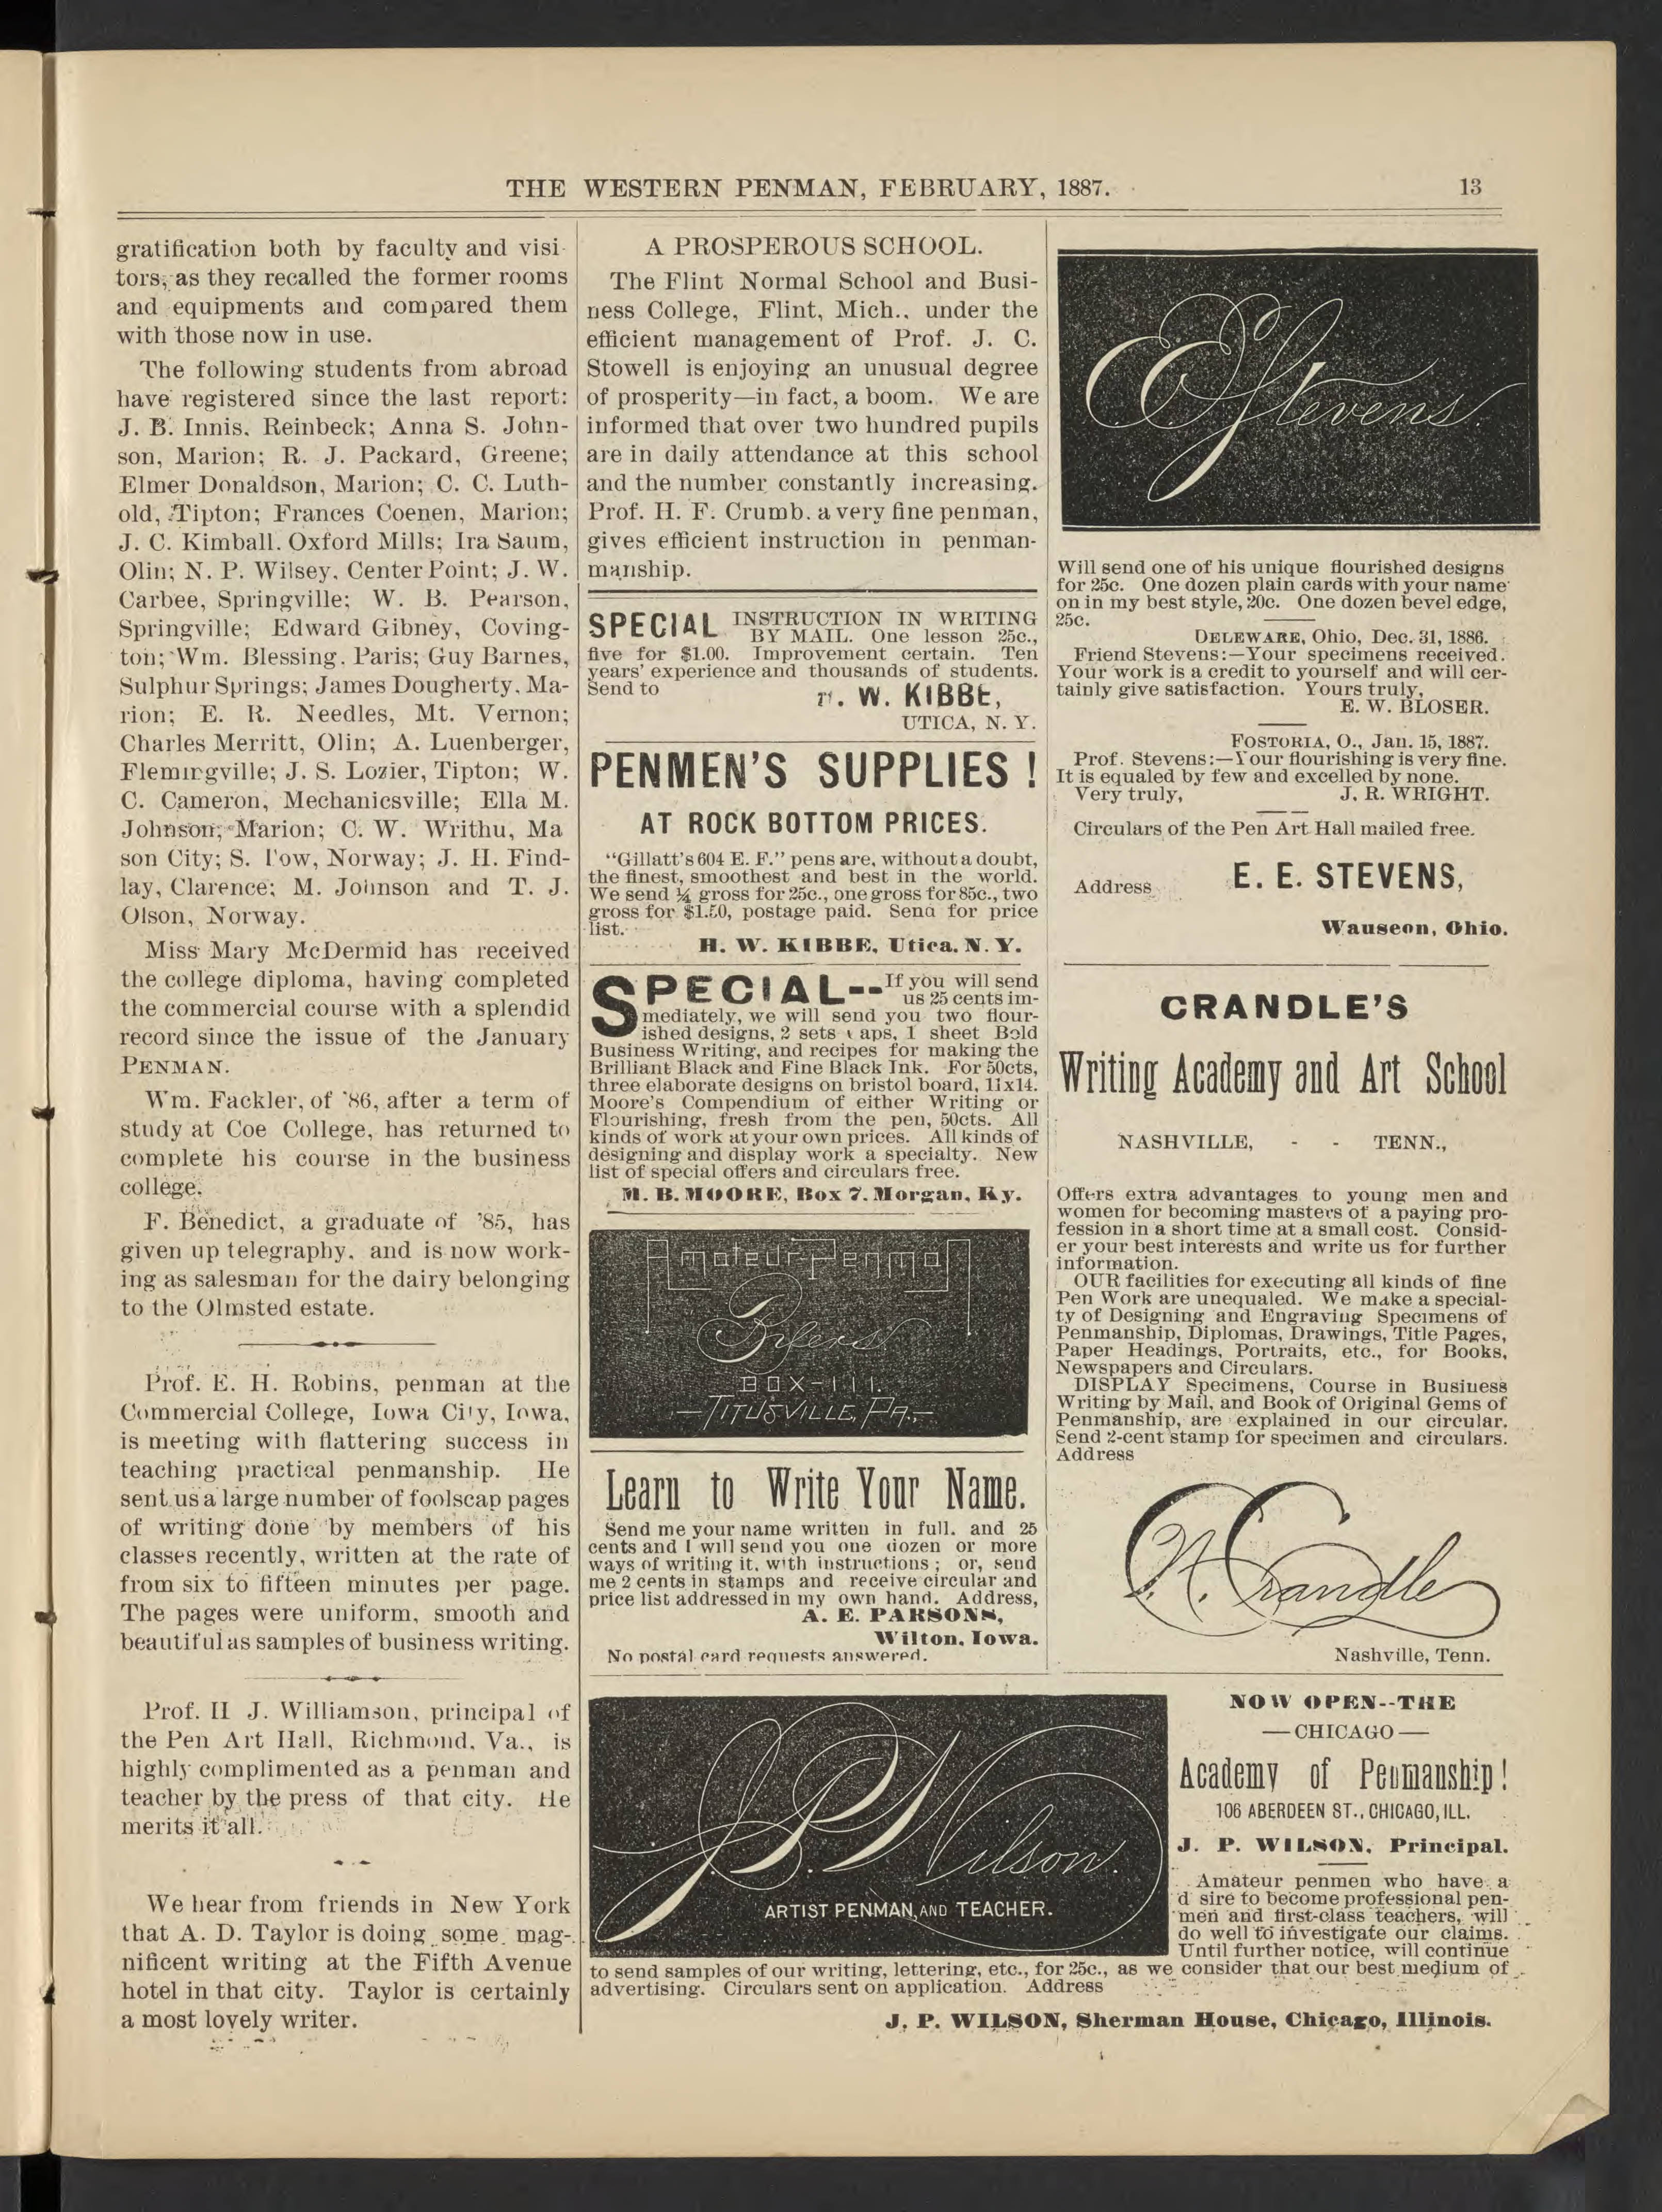 THE WESTERN PENMAN, FEBRUARY, 1887.
13
gratification both by faculty and visi-
tors, as they recalled the former rooms
and equipments and compared them
with those now in use.
The following students from abroad
have registered since the last report:
J. B. Innis, Reinbeck; Anna S. John-
son, Marion; R. J. Packard, Greene;
Elmer Donaldson, Marion; C. C. Luth-
old, Tipton; Frances Coenen, Marion;
J. C. Kimball. Oxford Mills; Ira Saum,
Olin; N. P. Wilsey, Center Point; J. W.
Carbee, Springville; W. B. Pearson,
Springville; Edward Gibney, Coving-
ton; Wm. Blessing, Paris; Guy Barnes,
Sulphur Springs; James Dougherty, Ma-
rion; E. R. Needles, Mt. Vernon;
Charles Merritt, Olin; A. Luenberger,
Flemingville; J. S. Lozier, Tipton; W.
C. Cameron, Mechanicsville; Ella M.
Johnson, Marion; C. W. Writhu, Ma
son City; S. Tow, Norway; J. H. Find-
lay, Clarence; M. Johnson and T. J.
Olson, Norway.
Miss Mary McDermid has received
the college diploma, having completed
the commercial course with a splendid
record since the issue of the January
PENMAN.
Wm. Fackler, of '86, after a term of
study at Coe College, has returned to
complete his course in the business
college.
F. Benedict, a graduate of '85, has
given up telegraphy, and is now work-
ing as salesman for the dairy belonging
to the Olmsted estate.
Prof. E. H. Robins, penman at the
Commercial College, Iowa City, Iowa,
is meeting with flattering success in
teaching practical penmanship. He
sent us a large number of foolscap pages
of writing done by members of his
classes recently, written at the rate of
from six to fifteen minutes per page.
The pages were uniform, smooth and
beautiful as samples of business writing.
Prof. H J. Williamson, principal of
the Pen Art Hall, Richmond, Va., is
highly complimented as a penman and
teacher by the press of that city. He
merits it all.
We hear from friends in New York
that A. D. Taylor is doing some mag-
nificent writing at the Fifth Avenue
hotel in that city. Taylor is certainly
a most lovely writer.
A PROSPEROUS SCHOOL.
The Flint Normal School and Busi-
ness College, Flint, Mich., under the
efficient management of Prof. J. C.
Stowell is enjoying an unusual degree
of prosperity—in fact, a boom. We are
informed that over two hundred pupils
are in daily attendance at this school
and the number constantly increasing.
Prof. H. F. Crumb, a very fine penman,
gives efficient instruction in penman-
manship.
SPECIAL INSTRUCTION IN WRITING
BY MAIL. One lesson 25c.,
five for $1.00. Improvement certain. Ten
years' experience and thousands of students.
Send to
H. W. KIBBE,
UTICA, N. Y.
PENMEN'S SUPPLIES!
AT ROCK BOTTOM PRICES.
"Gillatt's 604 E. F." pens are, without a doubt,
the finest, smoothest and best in the world.
We send ¼ gross for 25c., one gross for 85c., two
gross for $1.50, postage paid. Send for price
list.
H. W. KIBBE, Utica, N. Y.
SPECIAL--If you will send
us 25 cents im-
mediately, we will send you two flour-
ished designs, 2 sets aps, 1 sheet Bold
Business Writing, and recipes for making the
Brilliant Black and Fine Black Ink. For 50cts,
three elaborate designs on bristol board, 11x14.
Moore's Compendium of either Writing or
Flourishing, fresh from the pen, 50cts. All
kinds of work at your own prices. All kinds of
designing and display work a specialty. New
list of special offers and circulars free.
M. B. MOORE, Box 7, Morgan, Ky.
Amateur-Penman
BOX-111.
—TITUSVILLE, PA.—
Learn to Write Your Name.
Send me your name written in full, and 25
cents and I will send you one dozen or more
ways of writing it, with instructions; or, send
me 2 cents in stamps and receive circular and
price list addressed in my own hand. Address,
A. E. PARSONS,
Wilton, Iowa.
No postal card requests answered.
E E Stevens
Will send one of his unique flourished designs
for 25c. One dozen plain cards with your name
on in my best style, 20c. One dozen bevel edge,
25c.
DELEWARE, Ohio, Dec. 31, 1886.
Friend Stevens:—Your specimens received.
Your work is a credit to yourself and will cer-
tainly give satisfaction. Yours truly,
E. W. BLOSER.
FOSTORIA, O., Jan. 15, 1887.
Prof. Stevens:—Your flourishing is very fine.
It is equaled by few and excelled by none.
Very truly, J. R. WRIGHT.
Circulars of the Pen Art Hall mailed free.
Address E. E. STEVENS,
Wauseon, Ohio.
CRANDLE'S
Writing Academy and Art School
NASHVILLE, - - TENN.,
Offers extra advantages to young men and
women for becoming masters of a paying pro-
fession in a short time at a small cost. Consid-
er your best interests and write us for further
information.
OUR facilities for executing all kinds of fine
Pen Work are unequaled. We make a special-
ty of Designing and Engraving Specimens of
Penmanship, Diplomas, Drawings, Title Pages,
Paper Headings, Portraits, etc., for Books,
Newspapers and Circulars.
DISPLAY Specimens, Course in Business
Writing by Mail, and Book of Original Gems of
Penmanship, are explained in our circular.
Send 2-cent stamp for specimen and circulars.
Address
C. N. Crandle
Nashville, Tenn.
J. P. Wilson.
ARTIST PENMAN, AND TEACHER.
NOW OPEN--THE
—CHICAGO—
Academy of Penmanship!
106 ABERDEEN ST., CHICAGO, ILL.
J. P. WILSON, Principal.
Amateur penmen who have a
d sire to become professional pen-
men and first-class teachers, will
do well to investigate our claims.
Until further notice, will continue
to send samples of our writing, lettering, etc., for 25c., as we consider that our best medium of
advertising. Circulars sent on application. Address
J. P. WILSON, Sherman House, Chicago, Illinois.